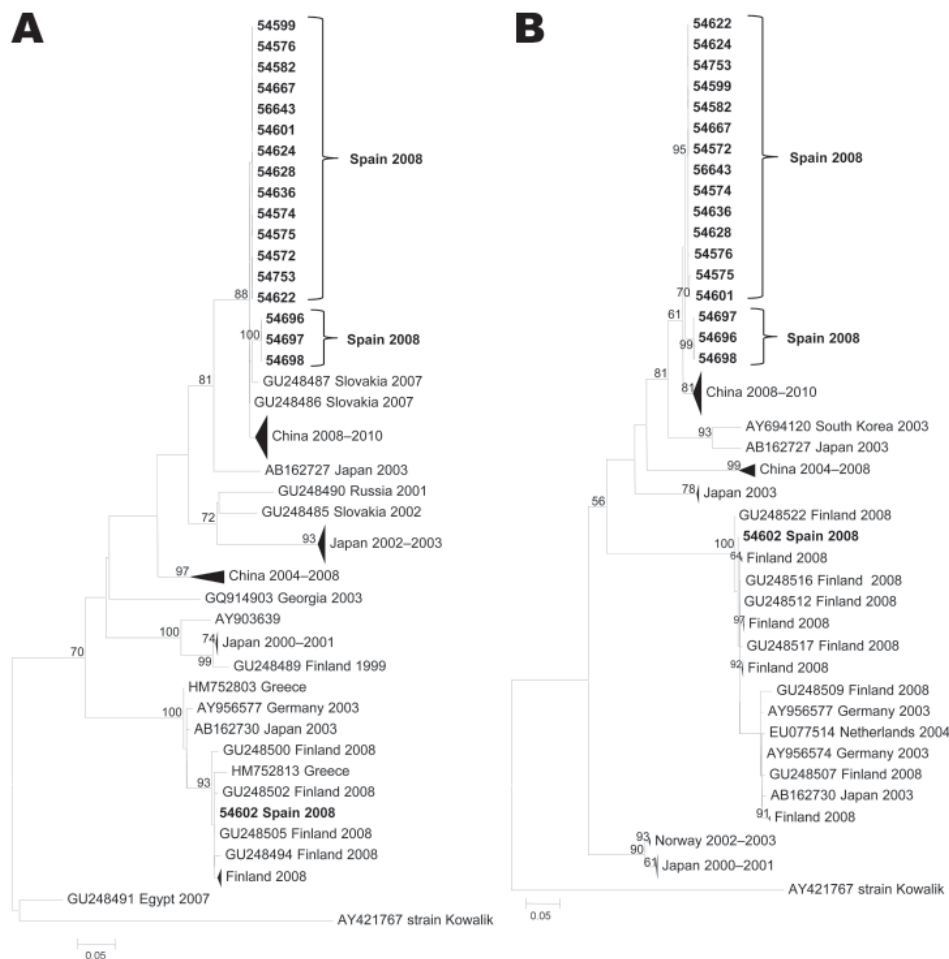 A
54599
54576
54582
54667
56643
54601
54624
54628
54636
54574
54575
54572
54753
54622
Spain 2008
88
54696
54697
54698
100
Spain 2008
GU248487 Slovakia 2007
GU248486 Slovakia 2007
81
China 2008–2010
AB162727 Japan 2003
GU248490 Russia 2001
GU248485 Slovakia 2002
72
93
Japan 2002–2003
97
China 2004–2008
GQ914903 Georgia 2003
AY903639
100
74
Japan 2000–2001
99
GU248489 Finland 1999
70
HM752803 Greece
100
AY956577 Germany 2003
AB162730 Japan 2003
GU248500 Finland 2008
93
HM752813 Greece
GU248502 Finland 2008
54602 Spain 2008
GU248505 Finland 2008
GU248494 Finland 2008
Finland 2008
GU248491 Egypt 2007
AY421767 strain Kowalik
0.05
B
54622
54624
54753
54599
54582
54667
54572
56643
54574
54636
54628
54576
54575
54601
95
Spain 2008
70
61
54697
54696
54698
99
Spain 2008
81
81
China 2008–2010
93
AY694120 South Korea 2003
AB162727 Japan 2003
99
China 2004–2008
78
Japan 2003
56
GU248522 Finland 2008
54602 Spain 2008
100
64
Finland 2008
GU248516 Finland 2008
GU248512 Finland 2008
97
Finland 2008
GU248517 Finland 2008
92
Finland 2008
GU248509 Finland 2008
AY956577 Germany 2003
EU077514 Netherlands 2004
AY956574 Germany 2003
GU248507 Finland 2008
AB162730 Japan 2003
91
Finland 2008
93
Norway 2002–2003
90
61
Japan 2000–2001
AY421767 strain Kowalik
0.05